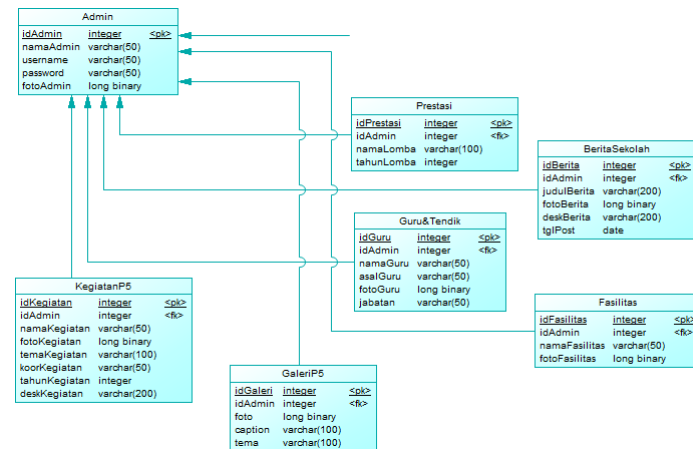 Admin
idAdmin integer <pk>
namaAdmin varchar(50)
username varchar(50)
password varchar(50)
fotoAdmin long binary
Prestasi
idPrestasi integer <pk>
idAdmin integer <fk>
namaLomba varchar(100)
tahunLomba integer
BeritaSekolah
idBerita integer <pk>
idAdmin integer <fk>
judulBerita varchar(200)
fotoBerita long binary
deskBerita varchar(200)
tglPost date
Guru&Tendik
idGuru integer <pk>
idAdmin integer <fk>
namaGuru varchar(50)
asalGuru varchar(50)
fotoGuru long binary
jabatan varchar(50)
KegiatanP5
idKegiatan integer <pk>
idAdmin integer <fk>
namaKegiatan varchar(50)
fotoKegiatan long binary
temaKegiatan varchar(100)
koorKegiatan varchar(50)
tahunKegiatan integer
deskKegiatan varchar(200)
Fasilitas
idFasilitas integer <pk>
idAdmin integer <fk>
namaFasilitas varchar(50)
fotoFasilitas long binary
GaleriP5
idGaleri integer <pk>
idAdmin integer <fk>
foto long binary
caption varchar(100)
tema varchar(100)